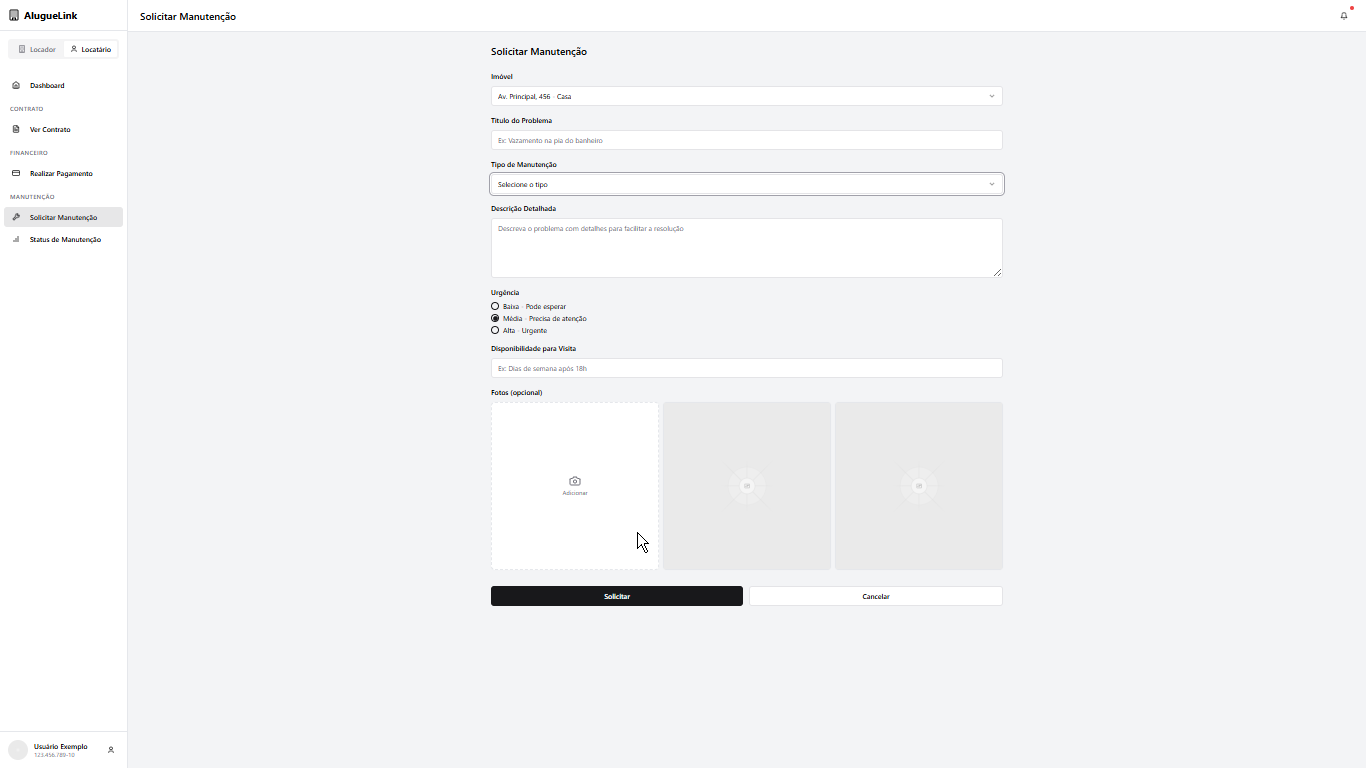 AlugueLink
Solicitar Manutenção
Locador
Locatário
Dashboard
CONTRATO
Ver Contrato
FINANCEIRO
Realizar Pagamento
MANUTENÇÃO
Solicitar Manutenção
Status de Manutenção
Solicitar Manutenção
Imóvel
Av. Principal, 456 - Casa
Título do Problema
Ex: Vazamento na pia do banheiro
Tipo de Manutenção
Selecione o tipo
Descrição Detalhada
Descreva o problema com detalhes para facilitar a resolução
Urgência
Baixa - Pode esperar
Média - Precisa de atenção
Alta - Urgente
Disponibilidade para Visita
Ex: Dias de semana após 18h
Fotos (opcional)
Adicionar
Solicitar
Cancelar
Usuário Exemplo
123.456.789-10